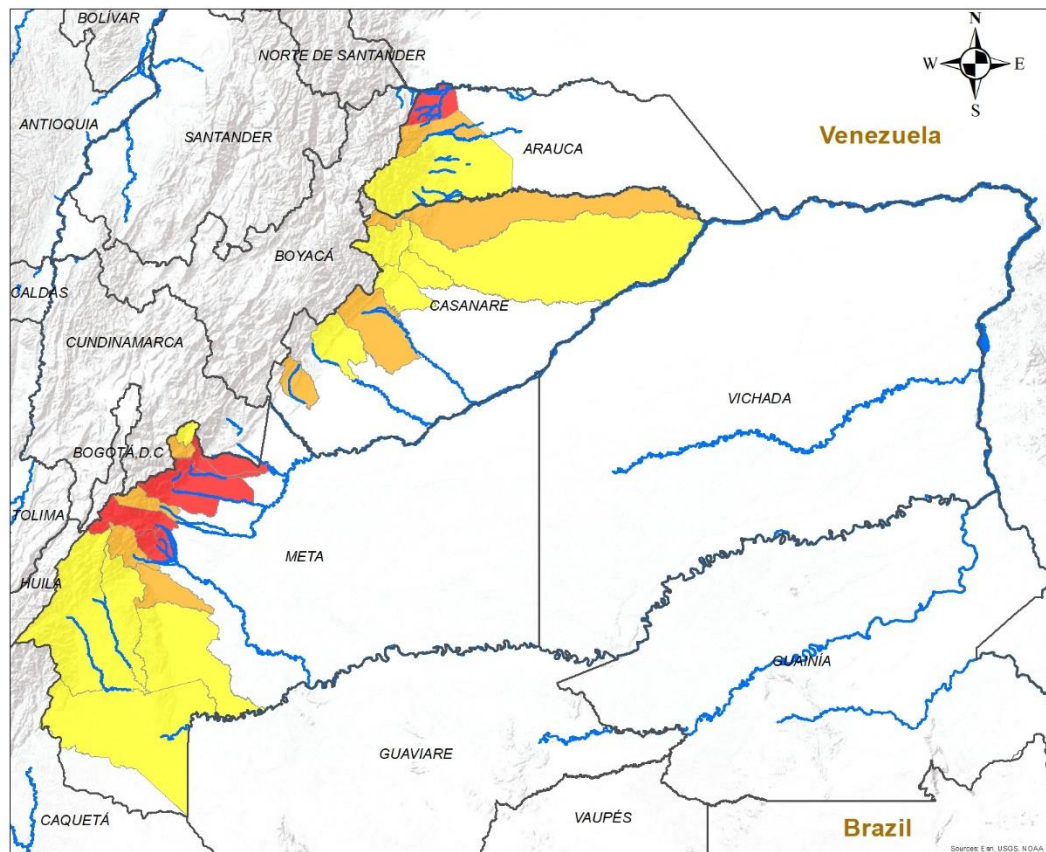 BOLÍVAR
N
NORTE DE SANTANDER
W
E
S
ANTIOQUIA
SANTANDER
Venezuela
ARAUCA
BOYACÁ
CALDAS
CASANARE
CUNDINAMARCA
VICHADA
BOGOTÁ.D.C
TOLIMA
META
HUILA
GUAINÍA
GUAVIARE
CAQUETÁ
VAUPÉS
Brazil
Sources: Esri, USGS, NOAA